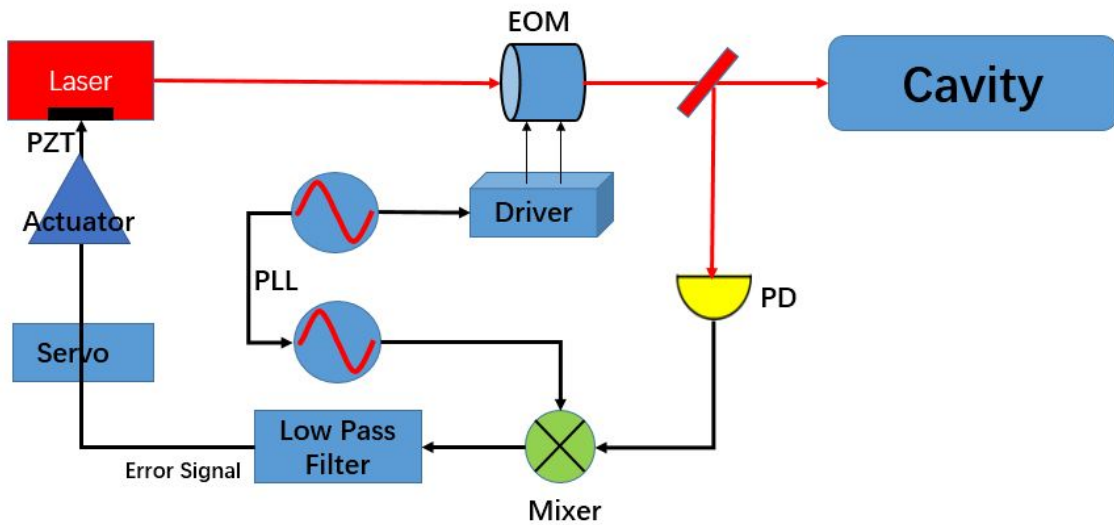 EOM
Laser
Cavity
PZT
Actuator
Driver
PLL
PD
Servo
Low Pass
Filter
Error Signal
Mixer